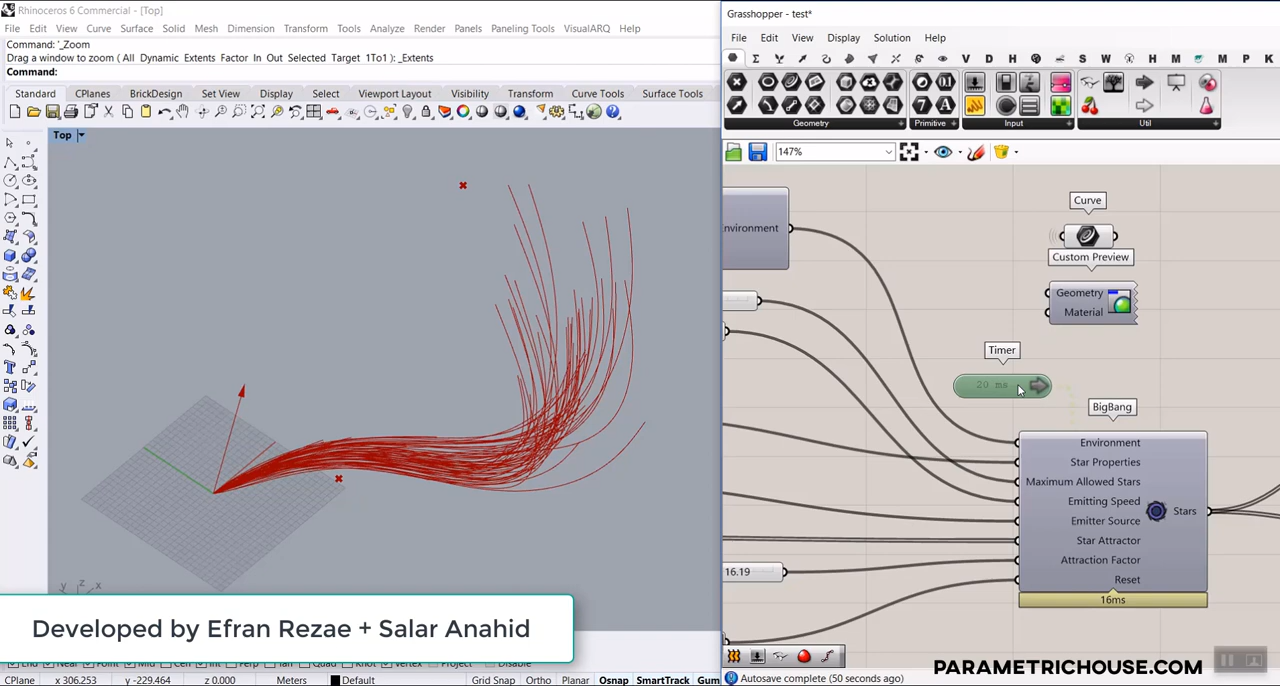 Rhinoceros 6 Commercial - [Top]
File Edit View Curve Surface Solid Mesh Dimension Transform Tools Analyze Render Panels Paneling Tools VisualARQ Help
Command: '_Zoom
Drag a window to zoom ( All Dynamic Extents Factor In Out Selected Target 1To1 ): _Extents
Command:
Standard CPlanes BrickDesign Set View Display Select Viewport Layout Visibility Transform Curve Tools Surface Tools
Top
y z x
Developed by Efran Rezae + Salar Anahid
CPlane x 306.253 y -229.464 z 0.000 Meters Default Grid Snap Ortho Planar Osnap SmartTrack Gum
Grasshopper - test*
File Edit View Display Solution Help
Σ V D H S W H M M P K
Geometry Primitive Input Util
147%
nvironment
Curve
Custom Preview
Geometry
Material
Timer
20 ms
BigBang
Environment
Star Properties
Maximum Allowed Stars
Emitting Speed
Emitter Source
Star Attractor
Attraction Factor
Reset
Stars
16ms
16.19
PARAMETRICHOUSE.COM
Autosave complete (50 seconds ago)